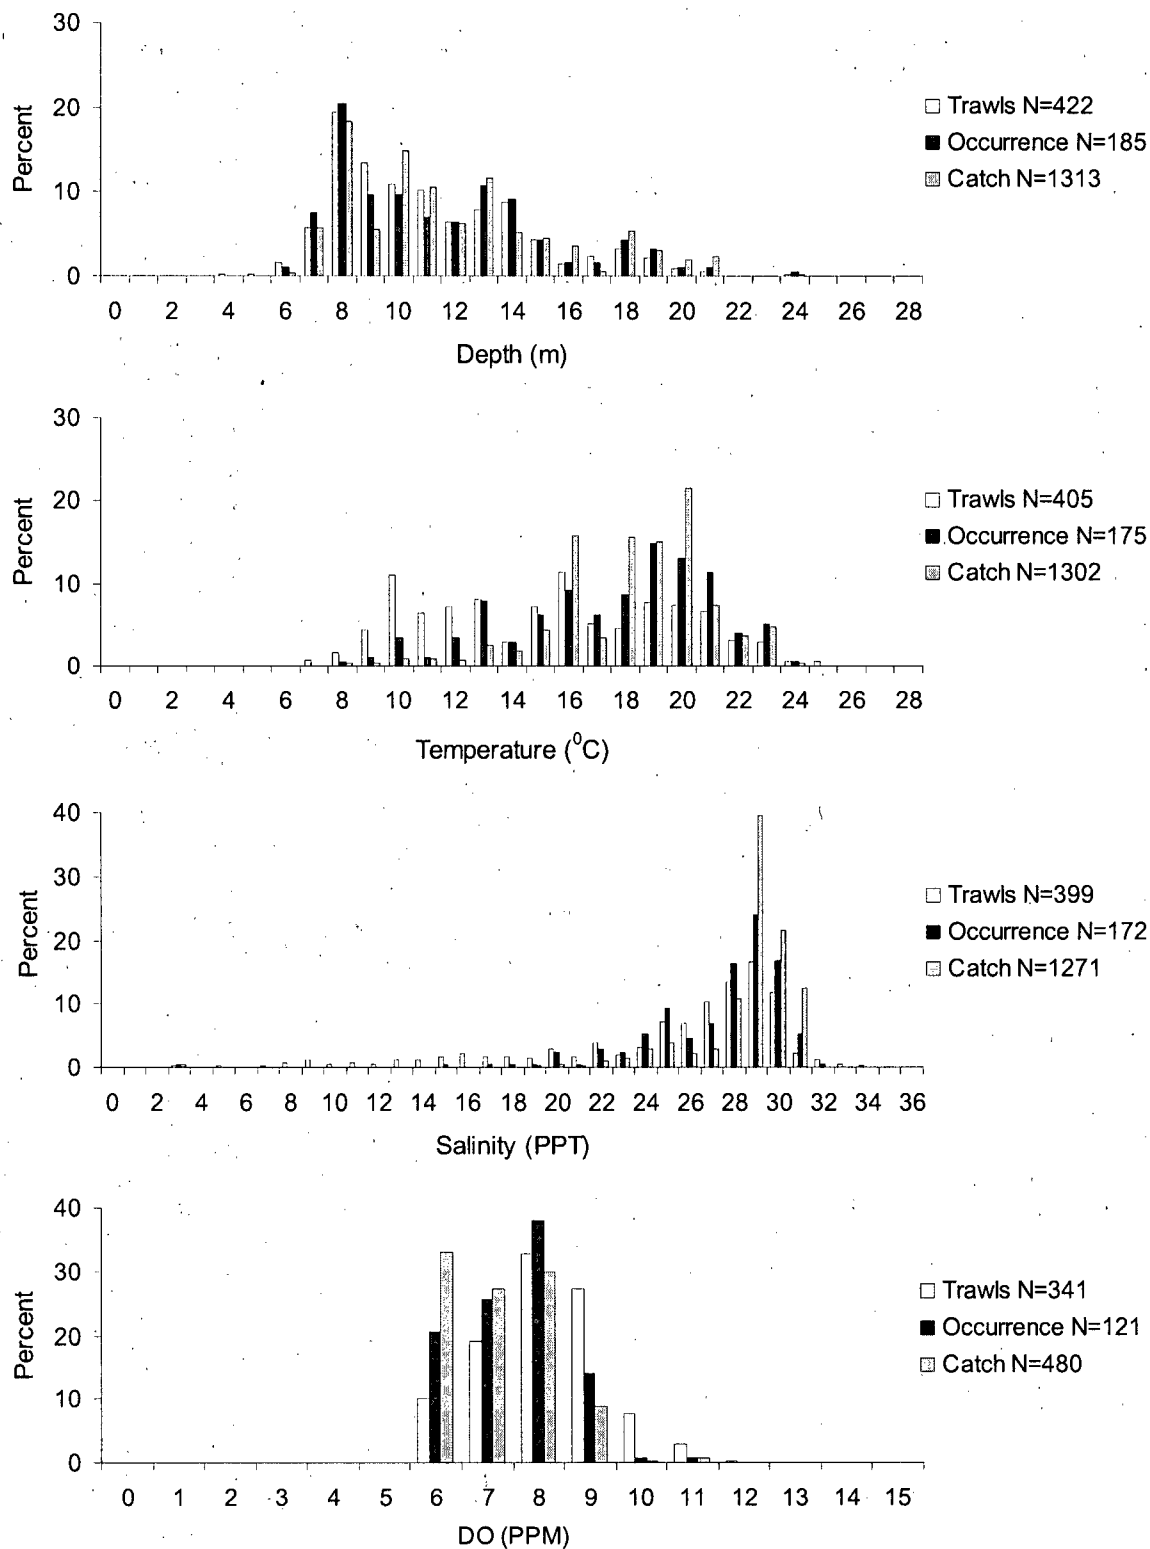 30
20
10
0
Percent
0 2 4 6 8 10 12 14 16 18 20 22 24 26 28
Depth (m)
Trawls N=422
Occurrence N=185
Catch N=1313
30
20
10
0
Percent
0 2 4 6 8 10 12 14 16 18 20 22 24 26 28
Temperature (⁰C)
Trawls N=405
Occurrence N=175
Catch N=1302
40
30
20
10
0
Percent
0 2 4 6 8 10 12 14 16 18 20 22 24 26 28 30 32 34 36
Salinity (PPT)
Trawls N=399
Occurrence N=172
Catch N=1271
40
30
20
10
0
Percent
0 1 2 3 4 5 6 7 8 9 10 11 12 13 14 15
DO (PPM)
Trawls N=341
Occurrence N=121
Catch N=480